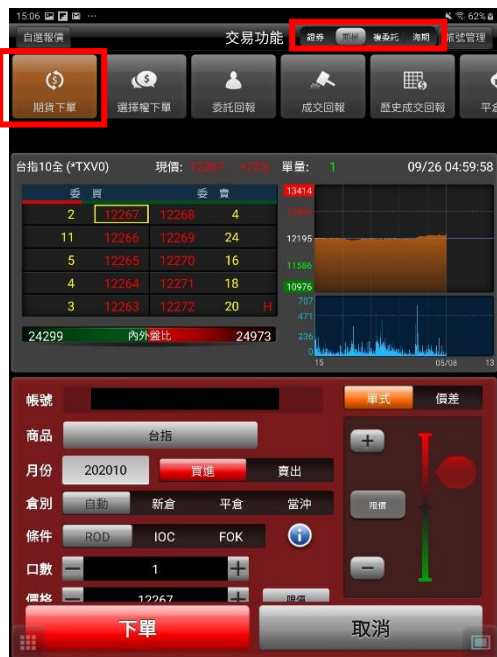 15:06 62%
自選報價 交易功能 證券 期權 複委託 海期 帳號管理
期貨下單 選擇權下單 委託回報 成交回報 歷史成交回報 平倉
台指10全 (*TXV0) 現價: 12267 +72% 單量: 1 09/26 04:59:58
委 買 委 賣 13414
2 12267 12268 4
11 12266 12269 24 12195
5 12265 12270 16 11586
4 12264 12271 18 10976
3 12263 12272 20 H 707
471
24299 內外盤比 24973 236
0
15 05/08 13
帳號 單式 價差
商品 台指 +
月份 202010 買進 賣出
倉別 自動 新倉 平倉 當沖 限價
條件 ROD IOC FOK i
口數 - 1 + -
價格 - 12267 + 限價
下單 取消